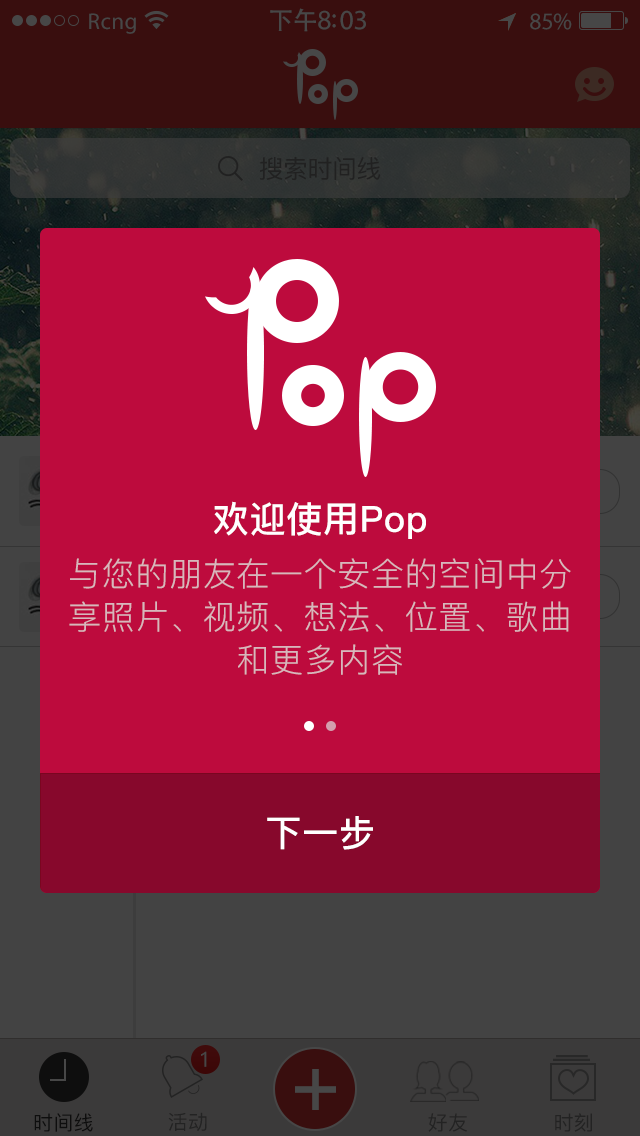 Rcng 下午8:03 85%
Pop
搜索时间线
Pop
欢迎使用Pop
与您的朋友在一个安全的空间中分
享照片、视频、想法、位置、歌曲
和更多内容
下一步
1
时间线 活动 好友 时刻